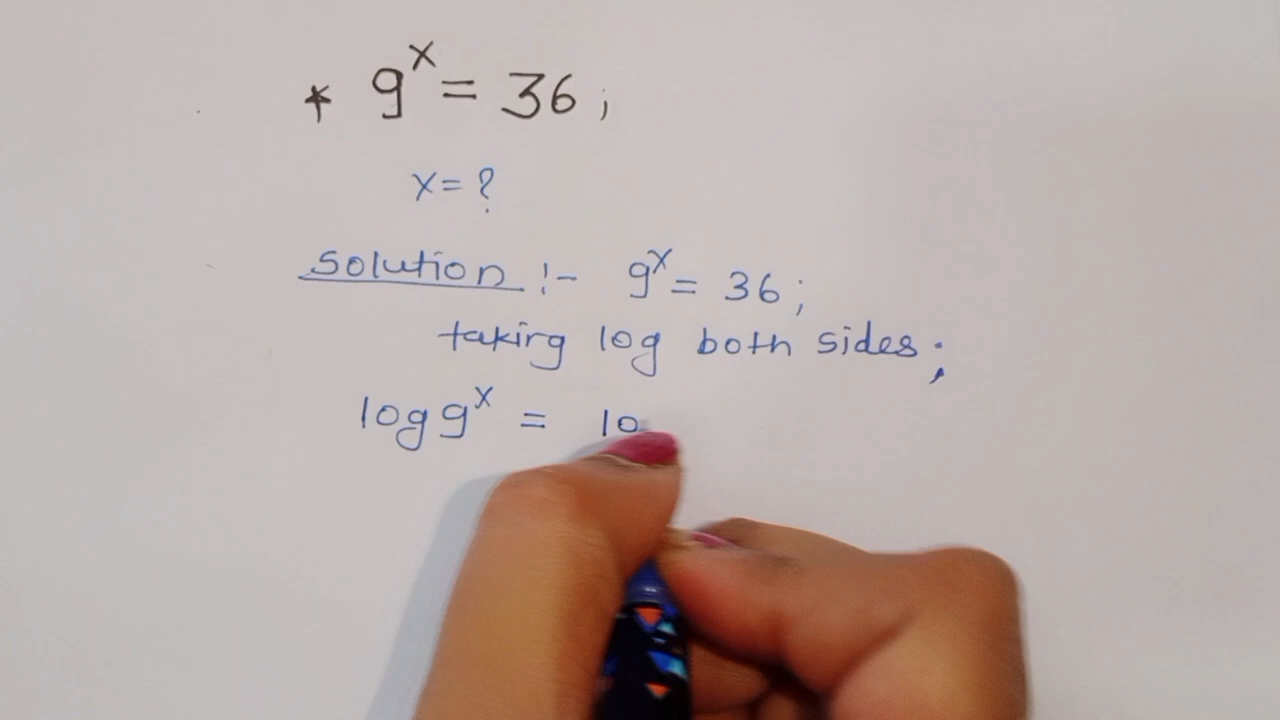 * 9^x = 36;
x = ?
Solution :- 9^x = 36;
taking log both sides;
log 9^x = lo